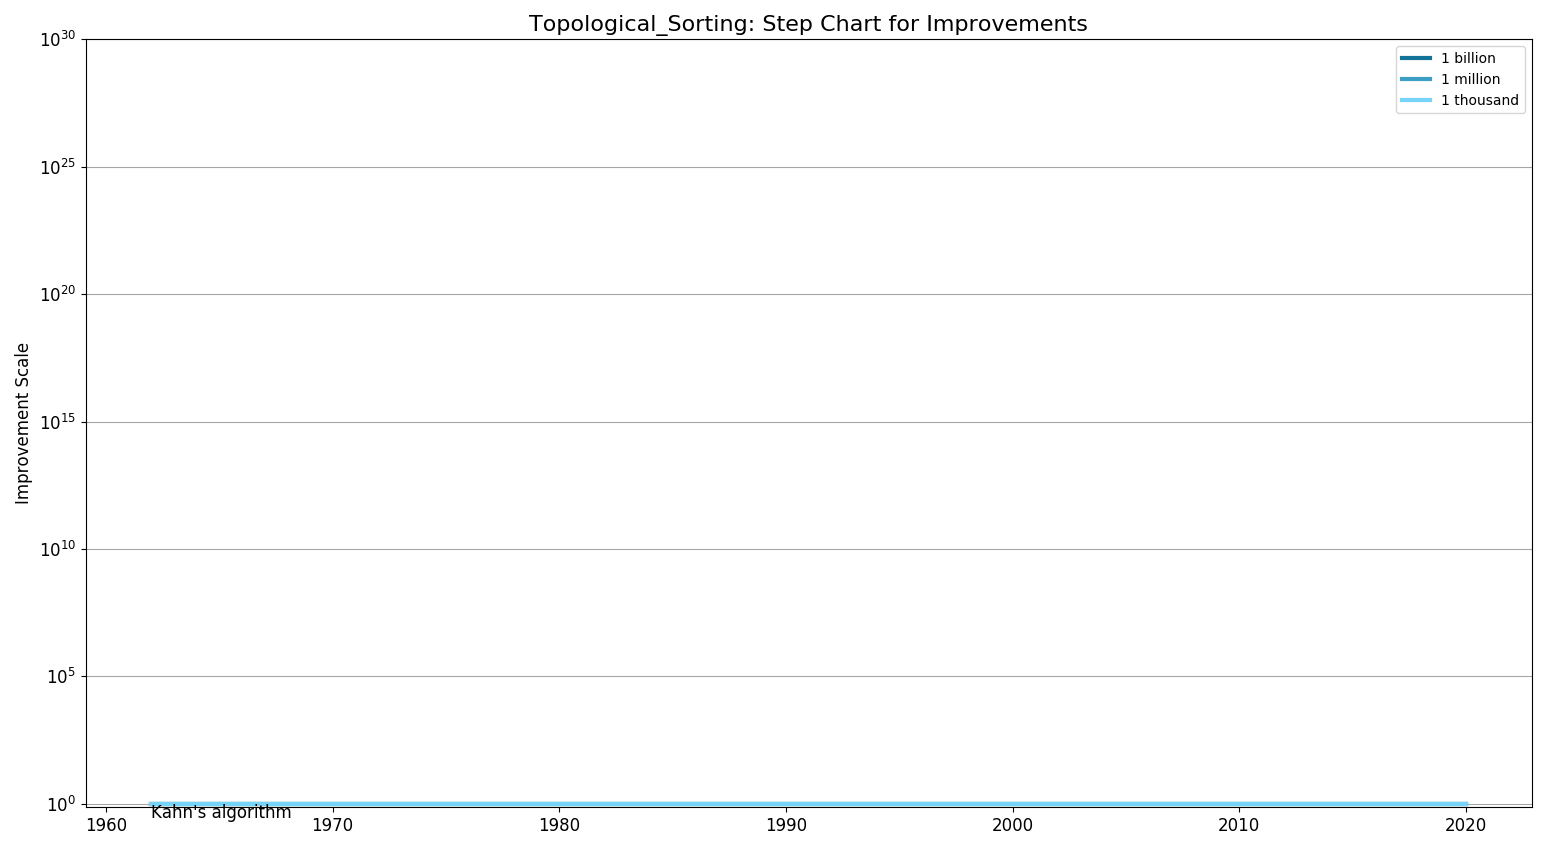 Topological_Sorting: Step Chart for Improvements
10^30
10^25
10^20
10^15
10^10
10^5
10^0
Improvement Scale
1 billion
1 million
1 thousand
Kahn's algorithm
1960 1970 1980 1990 2000 2010 2020